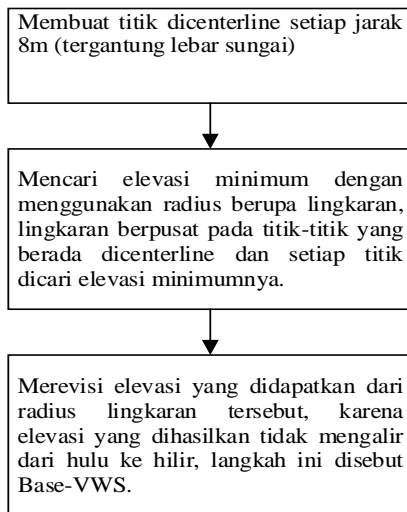 Membuat titik dicenterline setiap jarak
8m (tergantung lebar sungai)
Mencari elevasi minimum dengan
menggunakan radius berupa lingkaran,
lingkaran berpusat pada titik-titik yang
berada dicenterline dan setiap titik
dicari elevasi minimumnya.
Merevisi elevasi yang didapatkan dari
radius lingkaran tersebut, karena
elevasi yang dihasilkan tidak mengalir
dari hulu ke hilir, langkah ini disebut
Base-VWS.